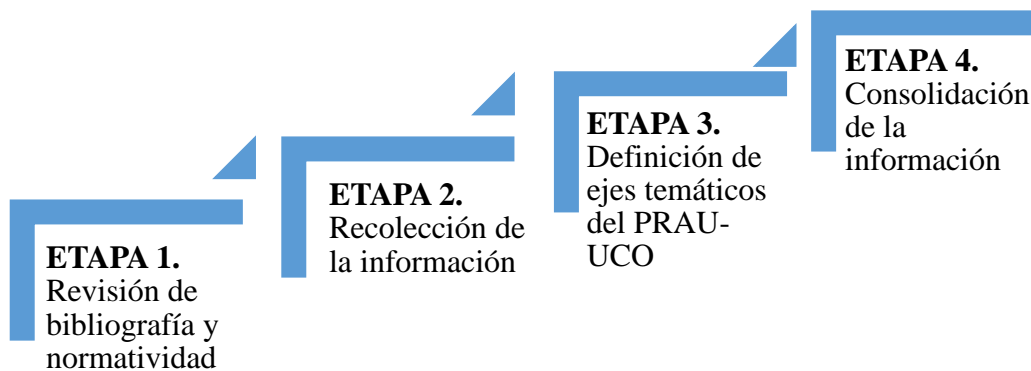 ETAPA 1.
Revisión de
bibliografía y
normatividad
ETAPA 2.
Recolección de
la información
ETAPA 3.
Definición de
ejes temáticos
del PRAU-
UCO
ETAPA 4.
Consolidación
de la
información